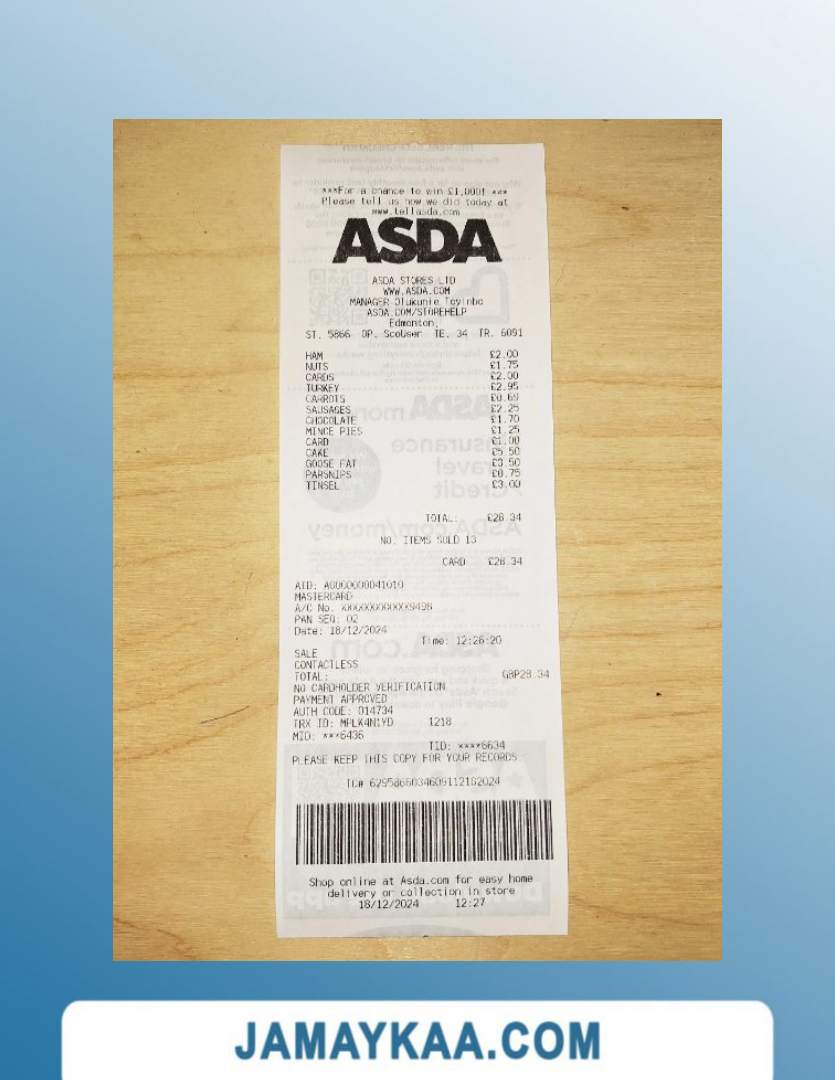 ***For a chance to win £1,000! ***
Please tell us how we did today at
www.tellasda.com
ASDA
ASDA STORES LTD
WWW.ASDA.COM
MANAGER
ASDA.COM/STOREHELP
Edmonton,
ST. 5866 OP. ScoUser TE. 34 TR. 6091
HAM £2.00
NUTS £1.75
CARDS £2.00
TURKEY £2.95
CARROTS £0.69
SAUSAGES £2.25
CHOCOLATE £1.70
MINCE PIES £1.25
CARD £1.00
CAKE £5.50
GOOSE FAT £3.50
PARSNIPS £0.75
TINSEL £3.00
TOTAL: £28.34
NO. ITEMS SOLD 13
CARD £28.34
AID: A0000000041010
MASTERCARD
A/C No. XXXXXXXXXXXX9498
PAN SEQ: 02
Date: 18/12/2024
Time: 12:26:20
SALE
CONTACTLESS
TOTAL: GBP28.34
NO CARDHOLDER VERIFICATION
PAYMENT APPROVED
AUTH CODE: 014734
TRX ID: MPLK4N1YD 1218
MID: ***6436
TID: ****6634
PLEASE KEEP THIS COPY FOR YOUR RECORDS
TC# 6295866034609112182024
Shop online at Asda.com for easy home
delivery or collection in store
18/12/2024 12:27
JAMAYKAA.COM